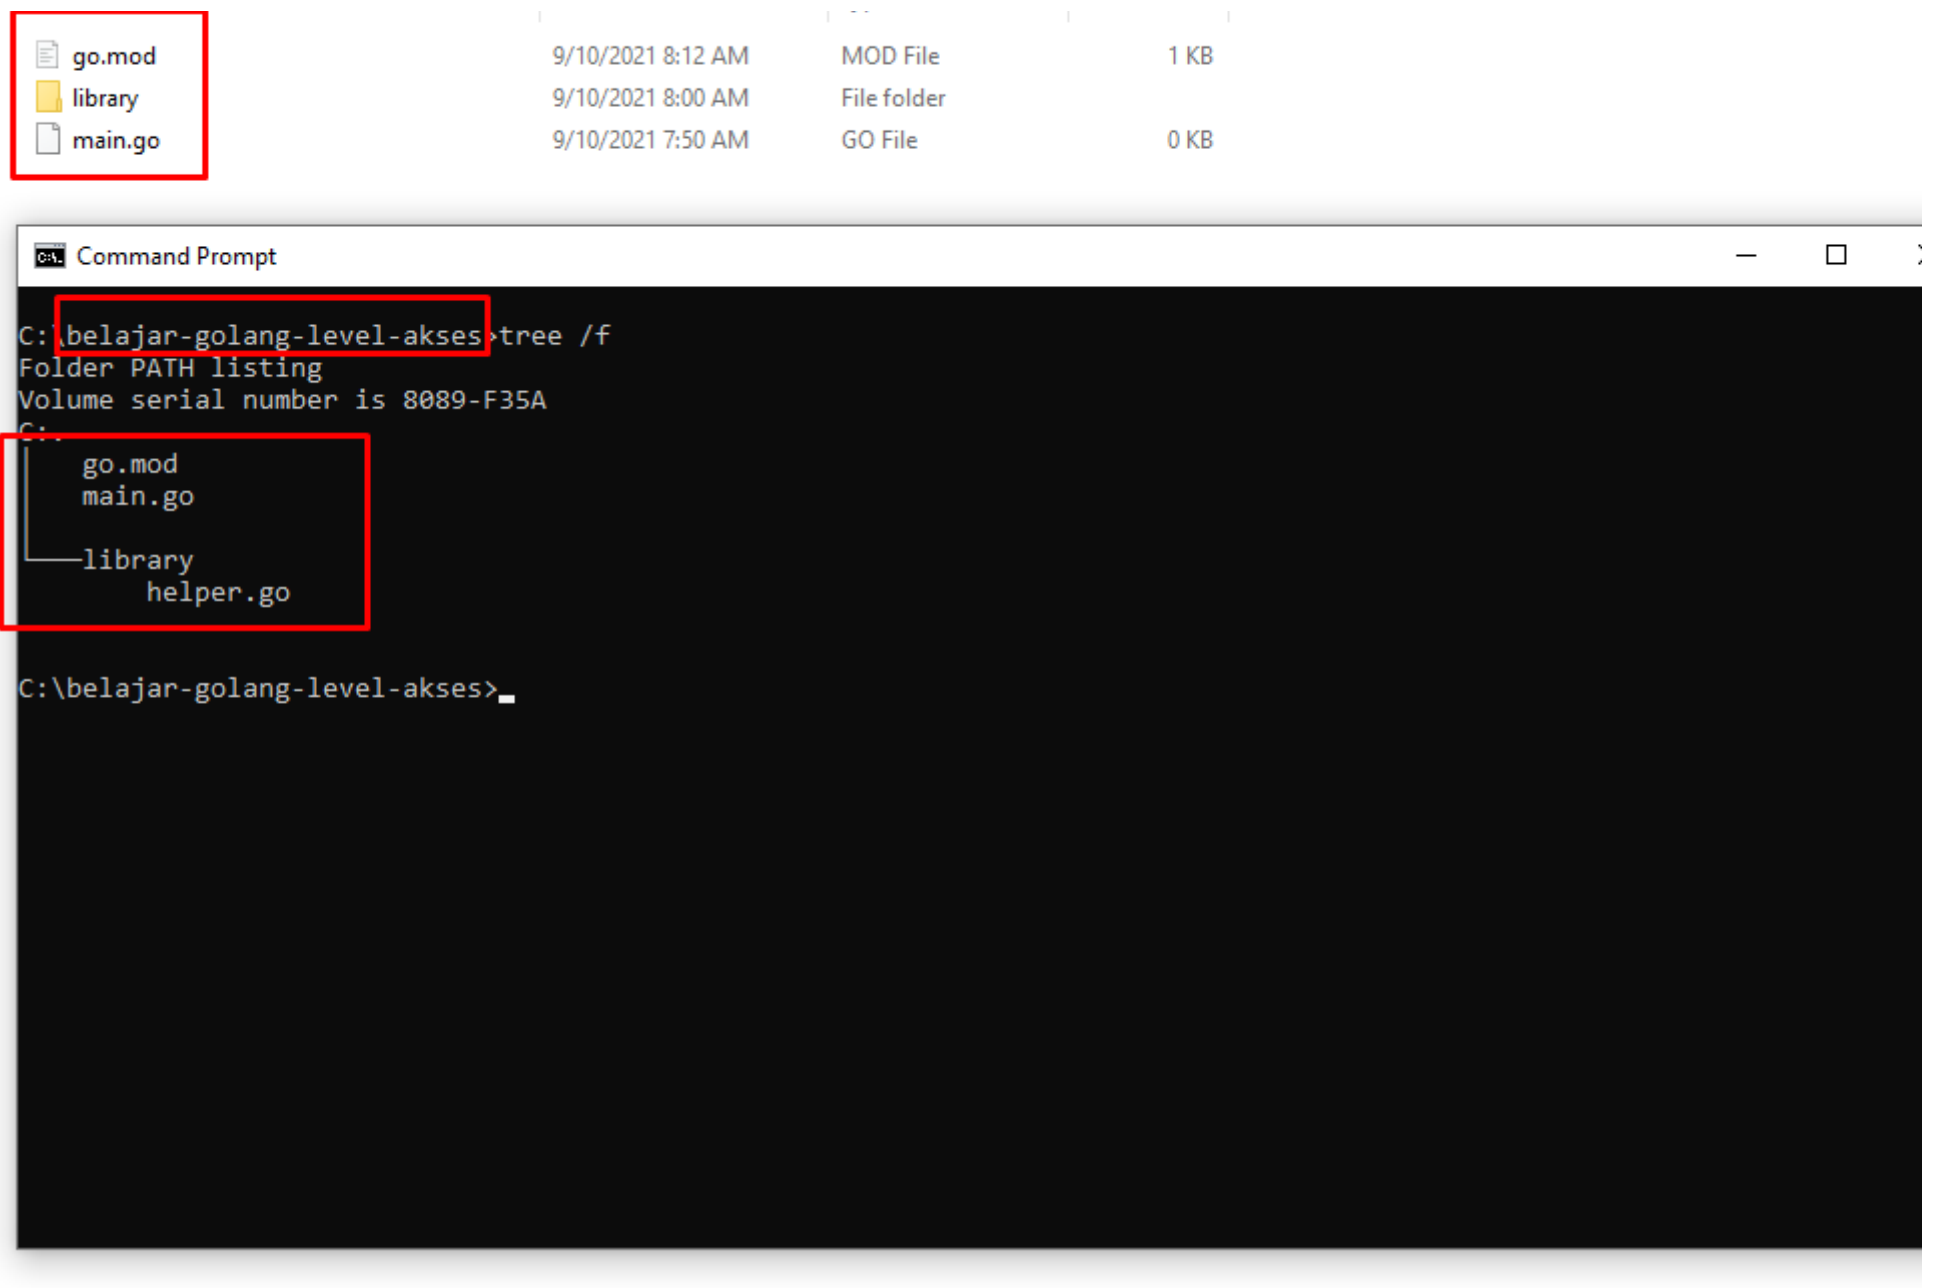 go.mod 9/10/2021 8:12 AM MOD File 1 KB
library 9/10/2021 8:00 AM File folder
main.go 9/10/2021 7:50 AM GO File 0 KB
Command Prompt
C:\belajar-golang-level-akses>tree /f
Folder PATH listing
Volume serial number is 8089-F35A
C:.
go.mod
main.go
library
helper.go
C:\belajar-golang-level-akses>